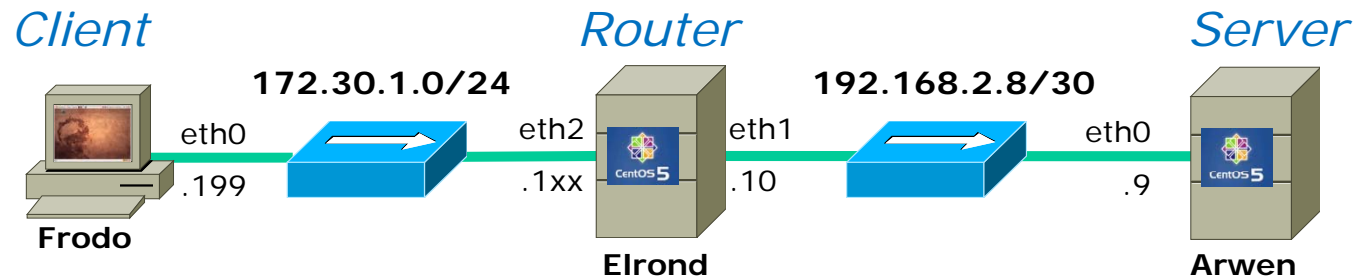 Client
Router
Server
172.30.1.0/24
192.168.2.8/30
eth0
eth2
eth1
eth0
.199
.1xx
.10
.9
CentOS 5
CentOS 5
Frodo
Elrond
Arwen